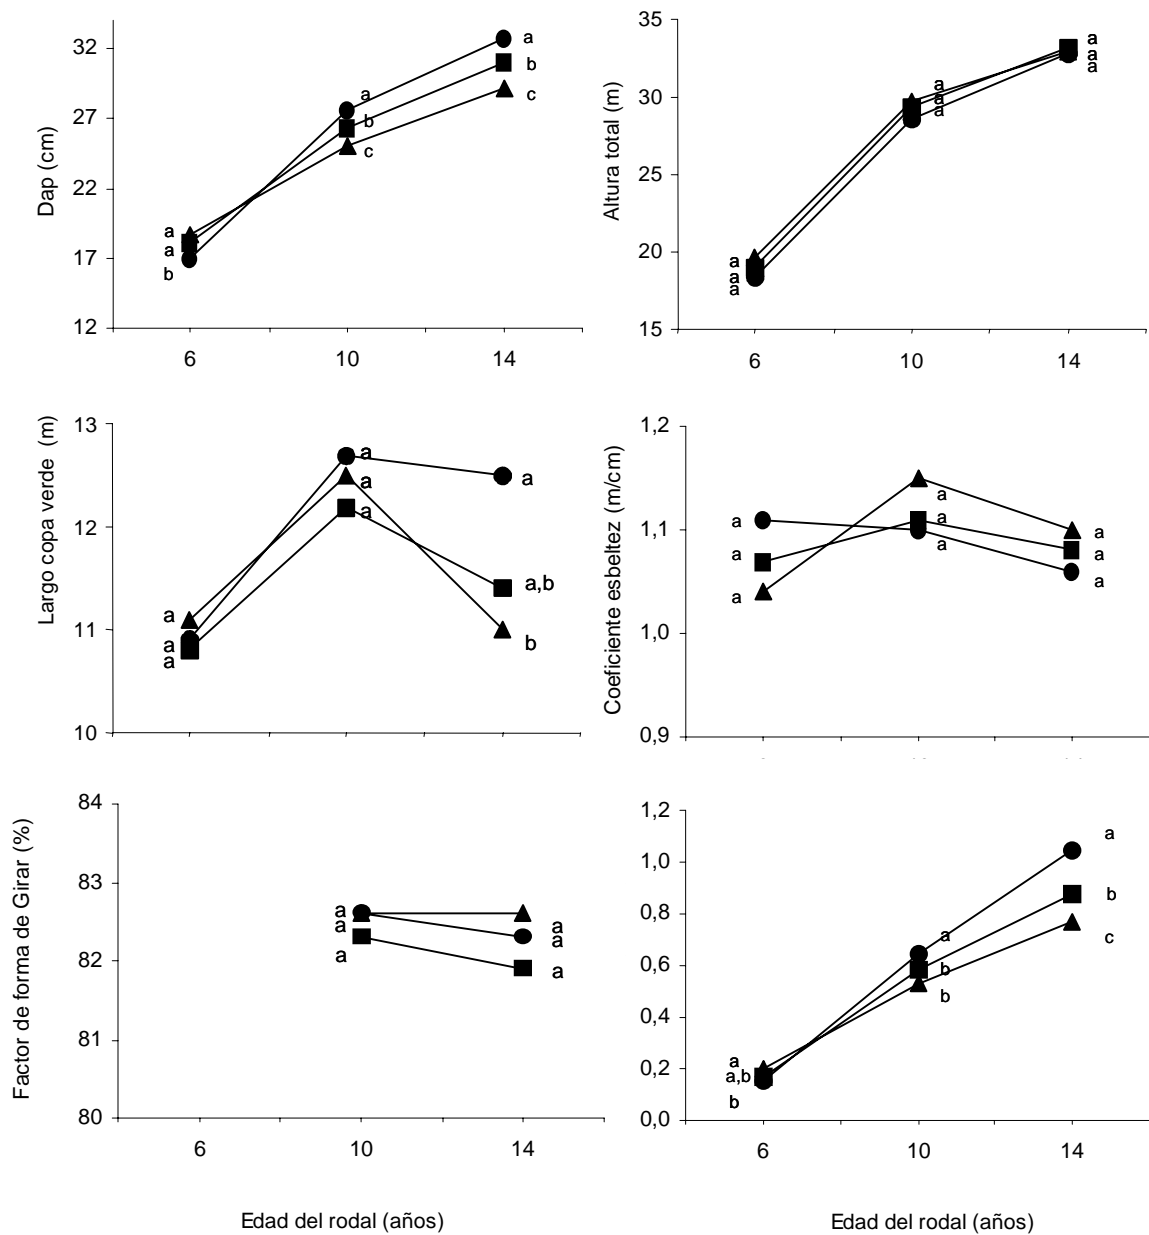 Dap (cm)
32
27
22
17
12
a
b
c
a
b
c
a
a
b
6
10
14
Altura total (m)
35
30
25
20
15
a
a
a
a
a
a
a
a
a
6
10
14
Largo copa verde (m)
13
12
11
10
a
a
a
a
a,b
b
a
a
a
Coeficiente esbeltez (m/cm)
1,2
1,1
1,0
0,9
a
a
a
a
a
a
a
a
a
Factor de forma de Girar (%)
84
83
82
81
80
a
a
a
a
a
a
6
10
14
Edad del rodal (años)
1,2
1,0
0,8
0,6
0,4
0,2
0,0
a
b
c
a
b
b
a
a,b
b
6
10
14
Edad del rodal (años)